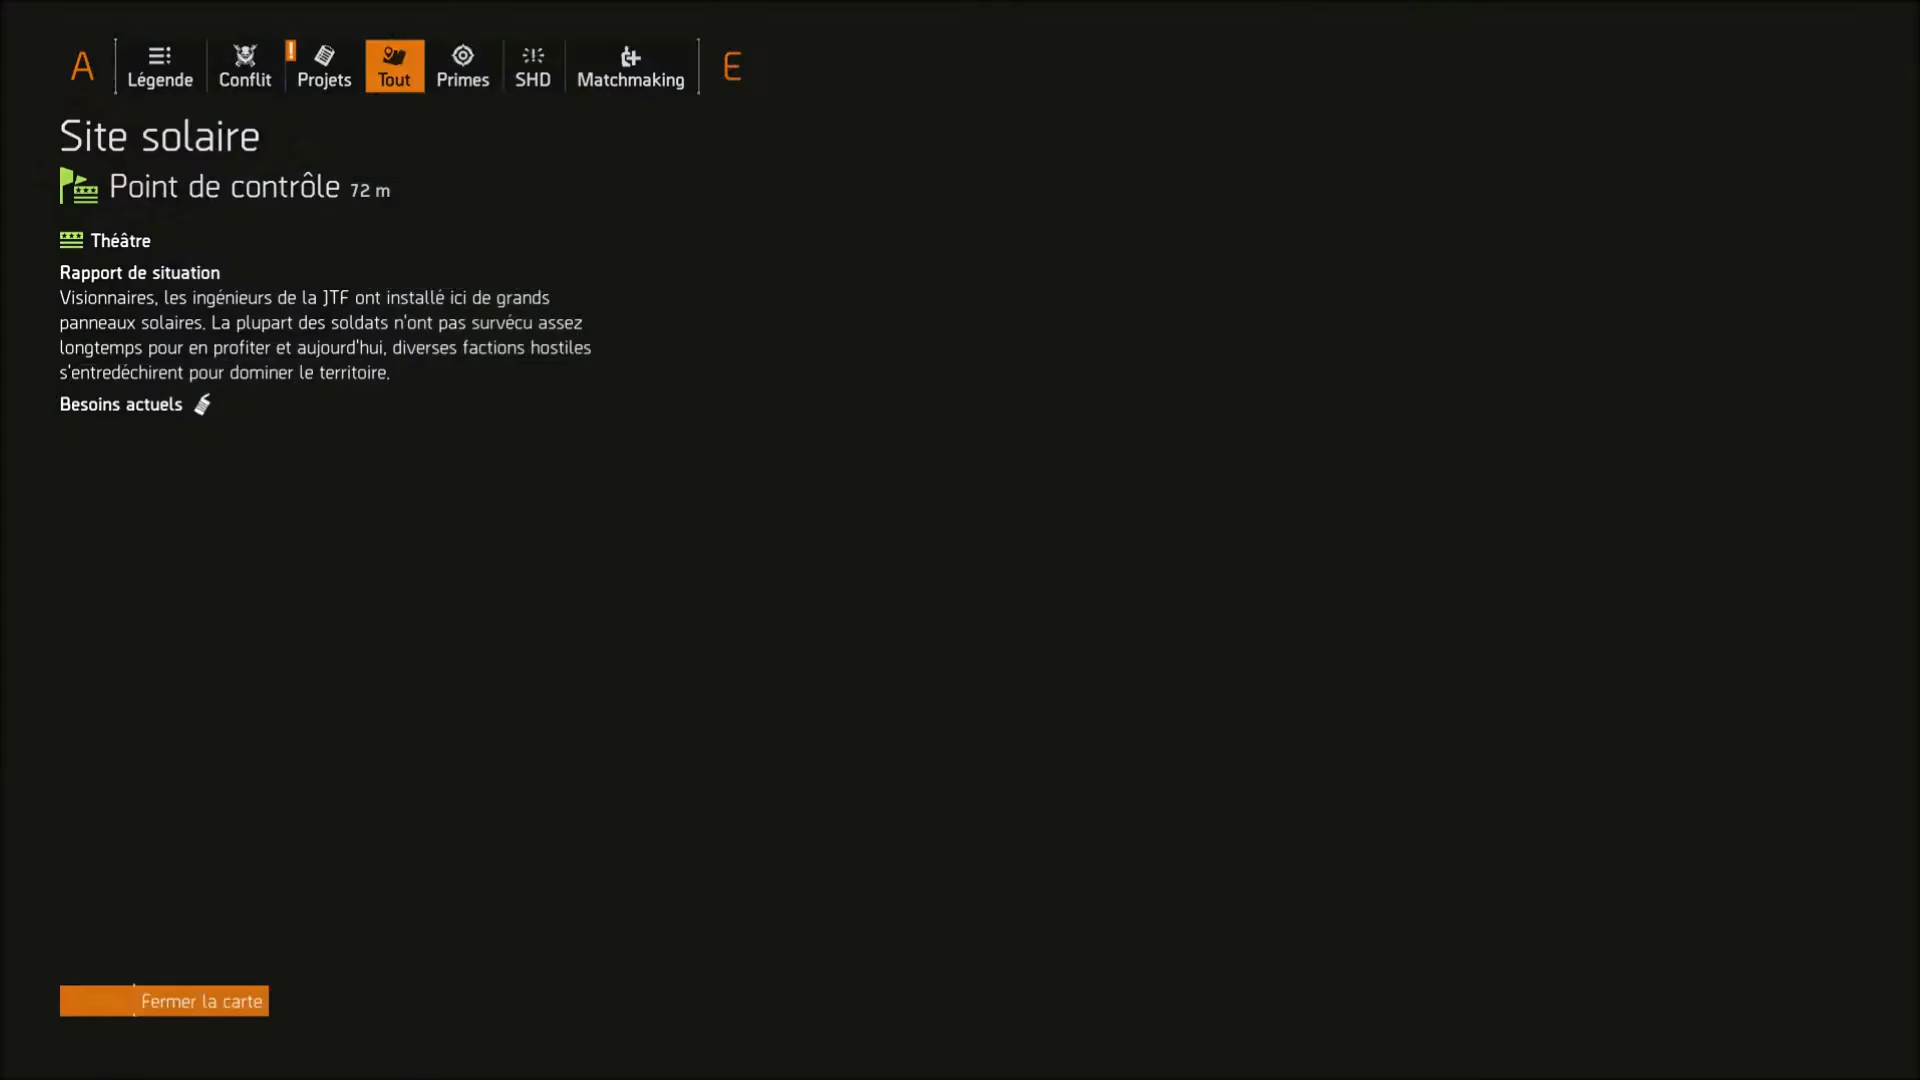 A
Légende
Conflit
!
Projets
Tout
Primes
SHD
Matchmaking
E
Site solaire
Point de contrôle 72 m
Théâtre
Rapport de situation
Visionnaires, les ingénieurs de la JTF ont installé ici de grands
panneaux solaires. La plupart des soldats n'ont pas survécu assez
longtemps pour en profiter et aujourd'hui, diverses factions hostiles
s'entredéchirent pour dominer le territoire.
Besoins actuels
Fermer la carte